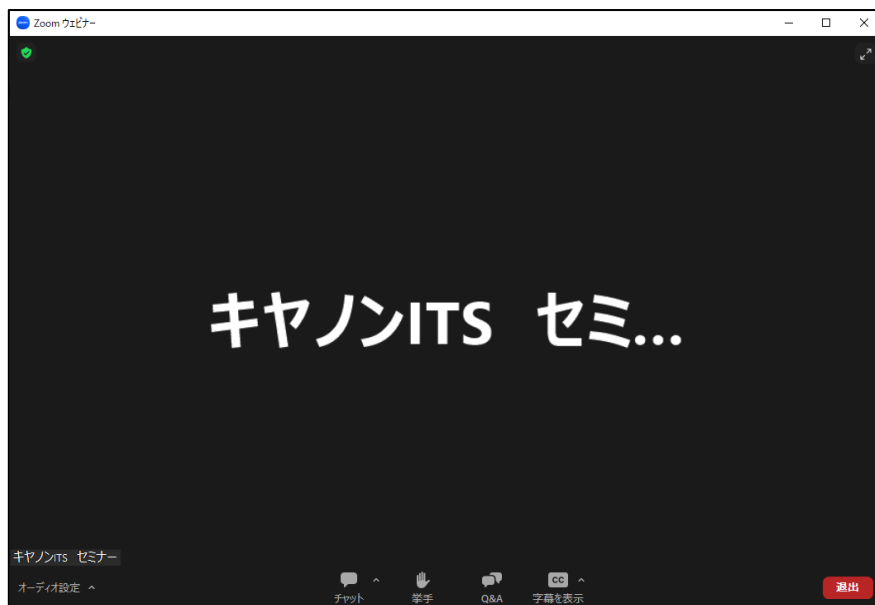 Zoom ウェビナー
キヤノンITS　セミ...
キヤノンITS　セミナー
オーディオ設定
チャット
挙手
Q&A
CC
字幕を表示
退出